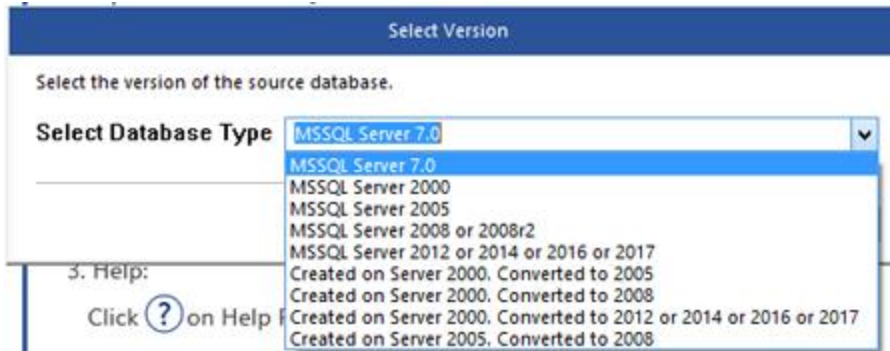 Select Version
Select the version of the source database.
Select Database Type MSSQL Server 7.0
MSSQL Server 7.0
MSSQL Server 2000
MSSQL Server 2005
MSSQL Server 2008 or 2008r2
MSSQL Server 2012 or 2014 or 2016 or 2017
3. Help:
Created on Server 2000. Converted to 2005
Created on Server 2000. Converted to 2008
Click ? on Help
Created on Server 2000. Converted to 2012 or 2014 or 2016 or 2017
Created on Server 2005. Converted to 2008